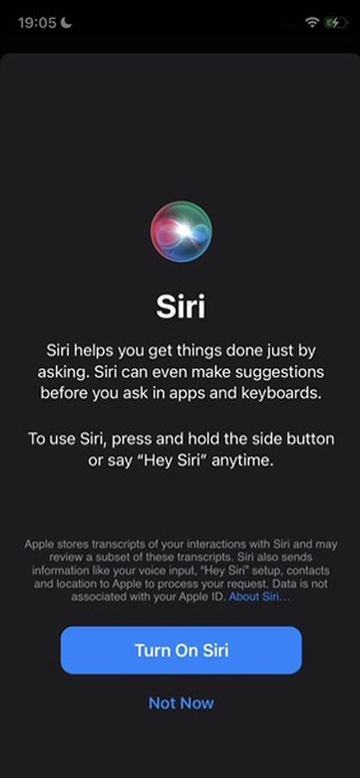 19:05
Siri
Siri helps you get things done just by
asking. Siri can even make suggestions
before you ask in apps and keyboards.
To use Siri, press and hold the side button
or say “Hey Siri” anytime.
Apple stores transcripts of your interactions with Siri and may
review a subset of these transcripts. Siri also sends
information like your voice input, “Hey Siri” setup, contacts
and location to Apple to process your request. Data is not
associated with your Apple ID. About Siri…
Turn On Siri
Not Now